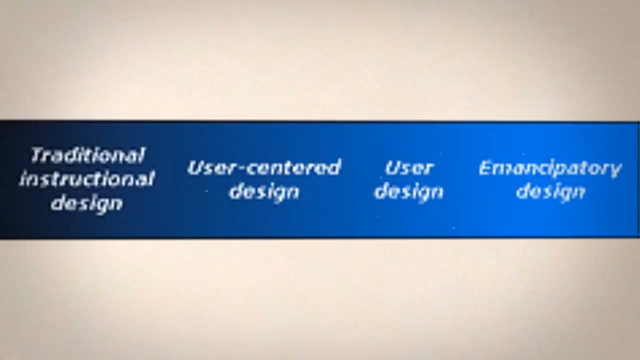 Traditional
instructional
design
User-centered
design
User
design
Emancipatory
design